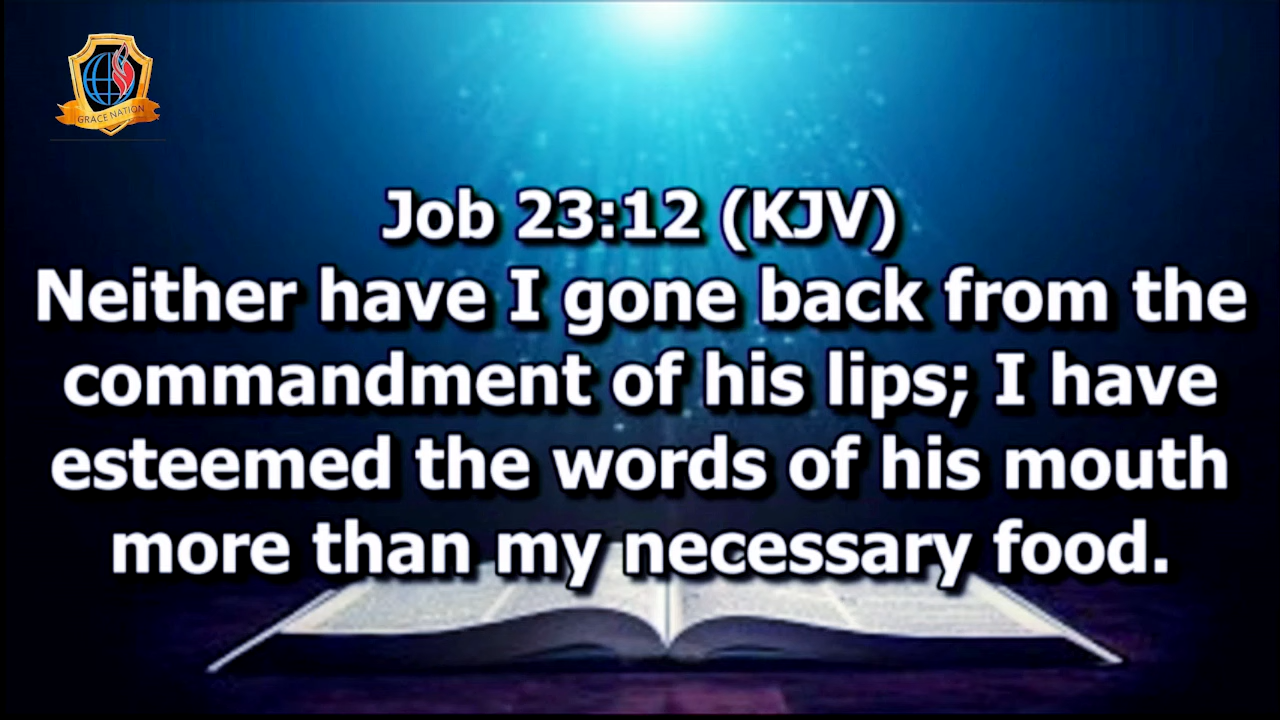 GRACE NATION
Job 23:12 (KJV)
Neither have I gone back from the
commandment of his lips; I have
esteemed the words of his mouth
more than my necessary food.